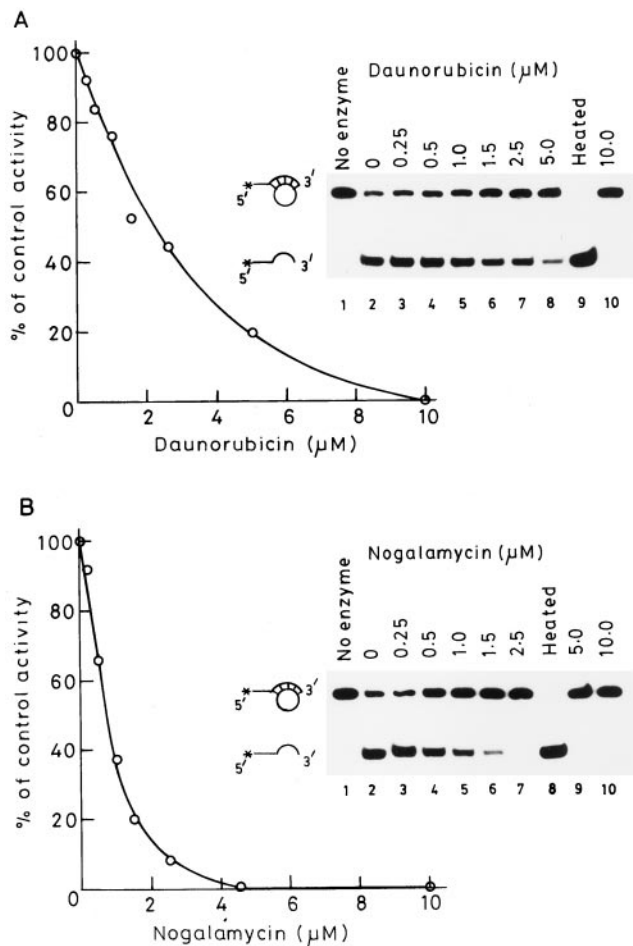 A
% of control activity
100
80
60
40
20
0
2
4
6
8
10
Daunorubicin (µM)
Daunorubicin (µM)
No enzyme
0
0.25
0.5
1.0
1.5
2.5
5.0
Heated
10.0
* 5' 3'
* 5' 3'
1 2 3 4 5 6 7 8 9 10
B
% of control activity
100
80
60
40
20
0
0
2
4
6
8
10
Nogalamycin (µM)
Nogalamycin (µM)
No enzyme
0
0.25
0.5
1.0
1.5
2.5
Heated
5.0
10.0
* 5' 3'
* 5' 3'
1 2 3 4 5 6 7 8 9 10